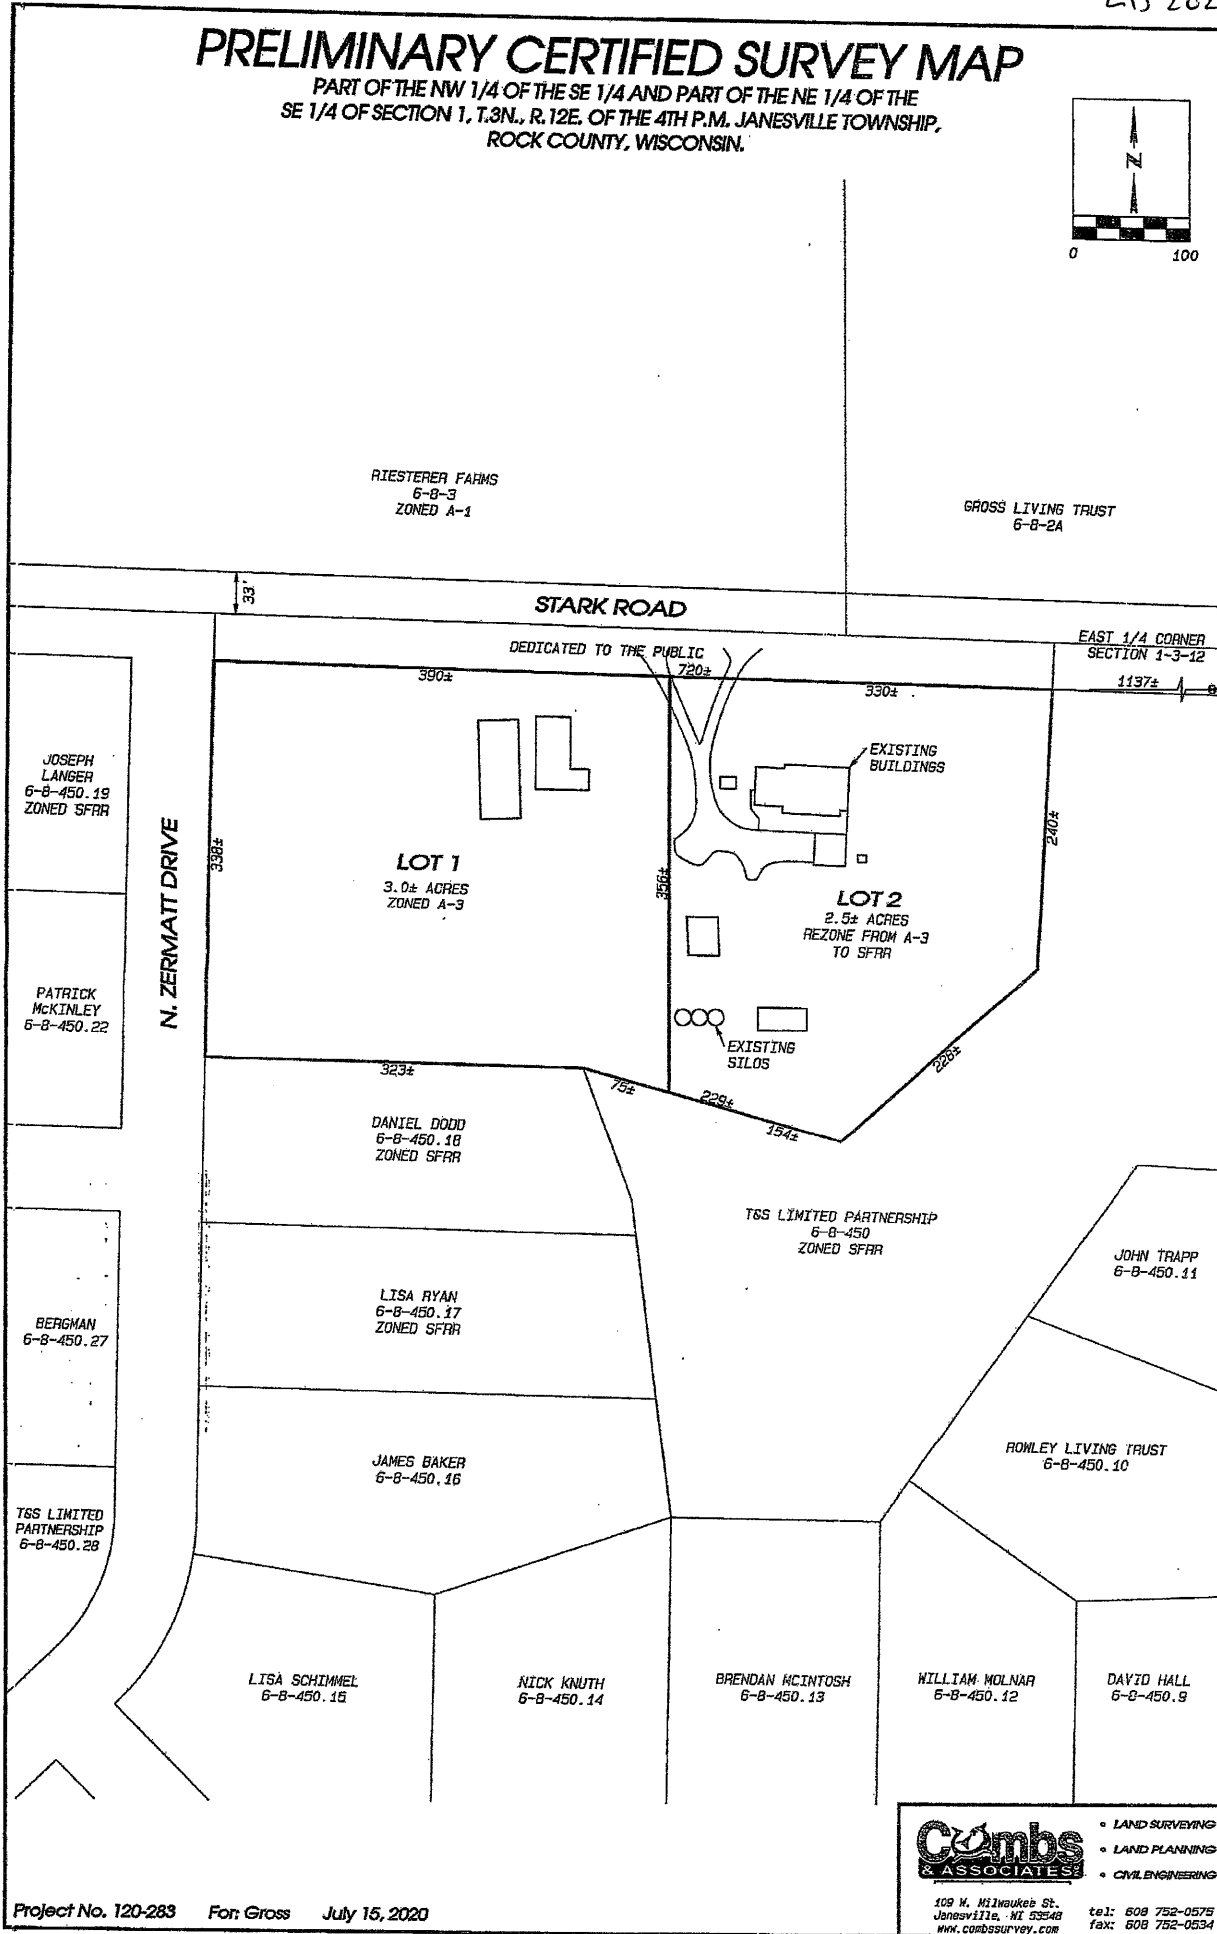 PRELIMINARY CERTIFIED SURVEY MAP
PART OF THE NW 1/4 OF THE SE 1/4 AND PART OF THE NE 1/4 OF THE
SE 1/4 OF SECTION 1, T.3N., R.12E. OF THE 4TH P.M. JANESVILLE TOWNSHIP,
ROCK COUNTY, WISCONSIN.
N
0 100
RIESTERER FARMS
6-8-3
ZONED A-1
GROSS LIVING TRUST
6-8-2A
33'
STARK ROAD
DEDICATED TO THE PUBLIC
EAST 1/4 CORNER
SECTION 1-3-12
390±
720±
330±
1137±
JOSEPH
LANGER
6-8-450.19
ZONED SFRR
N. ZERMATT DRIVE
338±
LOT 1
3.0± ACRES
ZONED A-3
356±
EXISTING
BUILDINGS
240±
LOT 2
2.5± ACRES
REZONE FROM A-3
TO SFRR
PATRICK
McKINLEY
6-8-450.22
EXISTING
SILOS
323±
75±
229±
154±
228±
DANIEL DODD
6-8-450.18
ZONED SFRR
T&S LIMITED PARTNERSHIP
6-8-450
ZONED SFRR
JOHN TRAPP
6-8-450.11
LISA RYAN
6-8-450.17
ZONED SFRR
BERGMAN
6-8-450.27
JAMES BAKER
6-8-450.16
ROWLEY LIVING TRUST
6-8-450.10
T&S LIMITED
PARTNERSHIP
6-8-450.28
LISA SCHIMMEL
6-8-450.15
NICK KNUTH
6-8-450.14
BRENDAN MCINTOSH
6-8-450.13
WILLIAM MOLNAR
6-8-450.12
DAVID HALL
6-8-450.9
Combs
& ASSOCIATES
• LAND SURVEYING
• LAND PLANNING
• CIVIL ENGINEERING
109 W. Milwaukee St.
Janesville, WI 53548
www.combssurvey.com
tel: 608 752-0575
fax: 608 752-0534
Project No. 120-283 For: Gross July 15, 2020